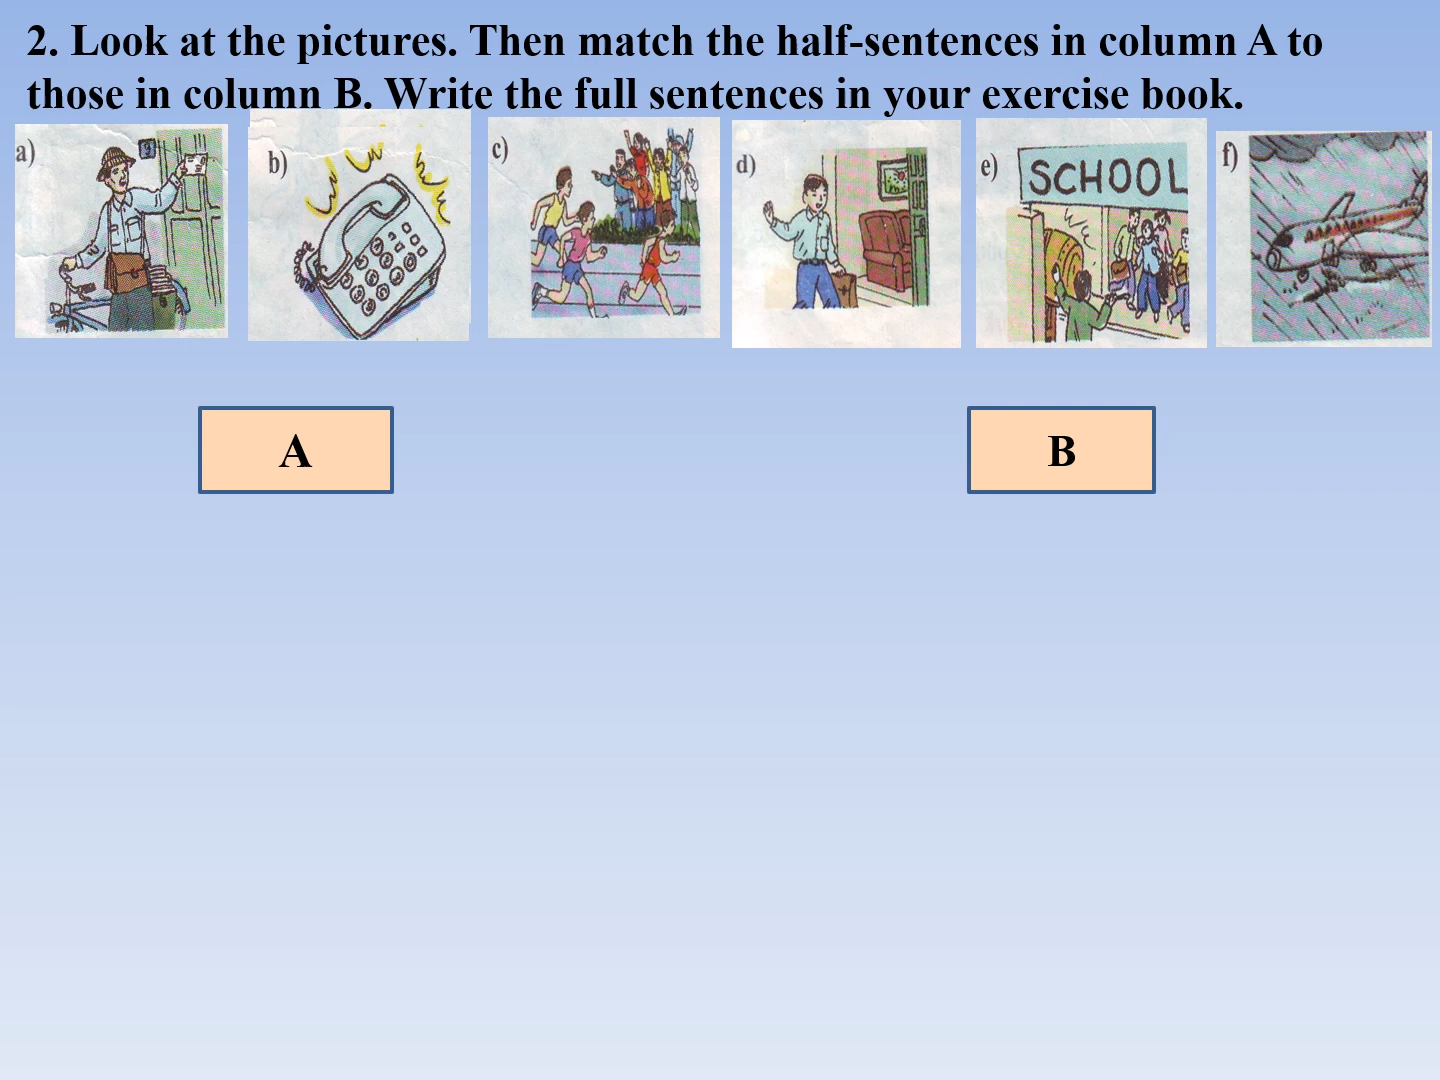 2. Look at the pictures. Then match the half-sentences in column A to
those in column B. Write the full sentences in your exercise book.
a)
b)
c)
d)
e)
f)
SCHOOL
A
B